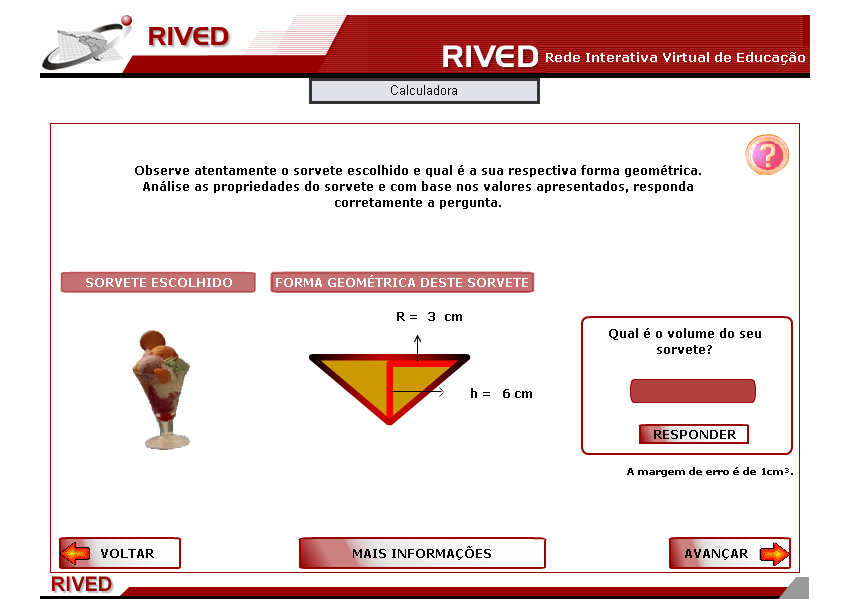 RIVED
RIVED Rede Interativa Virtual de Educação
Calculadora
?
Observe atentamente o sorvete escolhido e qual é a sua respectiva forma geométrica.
Análise as propriedades do sorvete e com base nos valores apresentados, responda
corretamente a pergunta.
SORVETE ESCOLHIDO
FORMA GEOMÉTRICA DESTE SORVETE
R = 3 cm
h = 6 cm
Qual é o volume do seu
sorvete?
RESPONDER
A margem de erro é de 1cm³.
VOLTAR
MAIS INFORMAÇÕES
AVANÇAR
RIVED